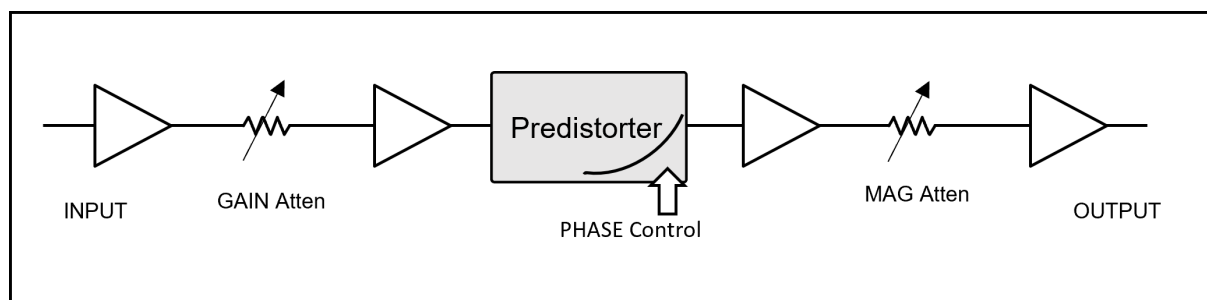 Predistorter
GAIN Atten
MAG Atten
INPUT
PHASE Control
OUTPUT